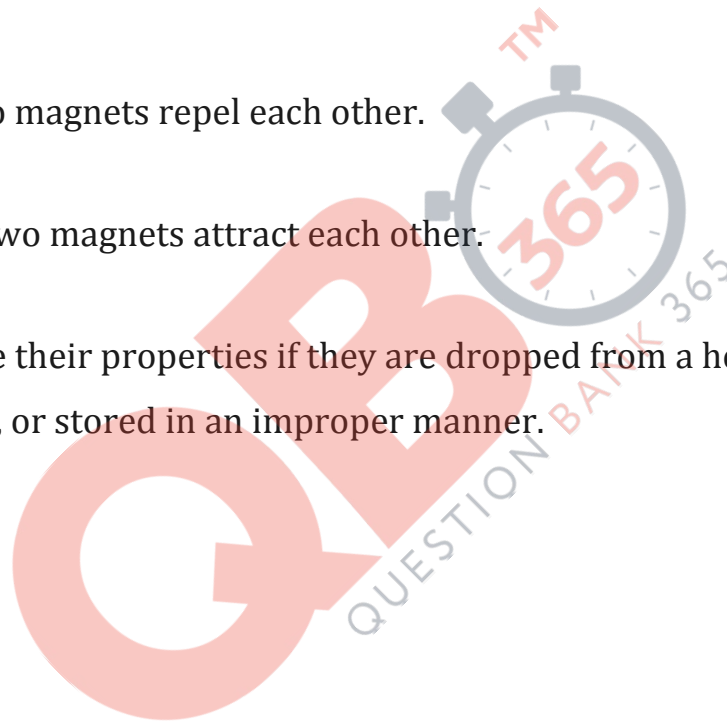 magnets repel each other.
wo magnets attract each other.
their properties if they are dropped from a
, or stored in an improper manner.
QB
365
TM
QUESTION BANK 365